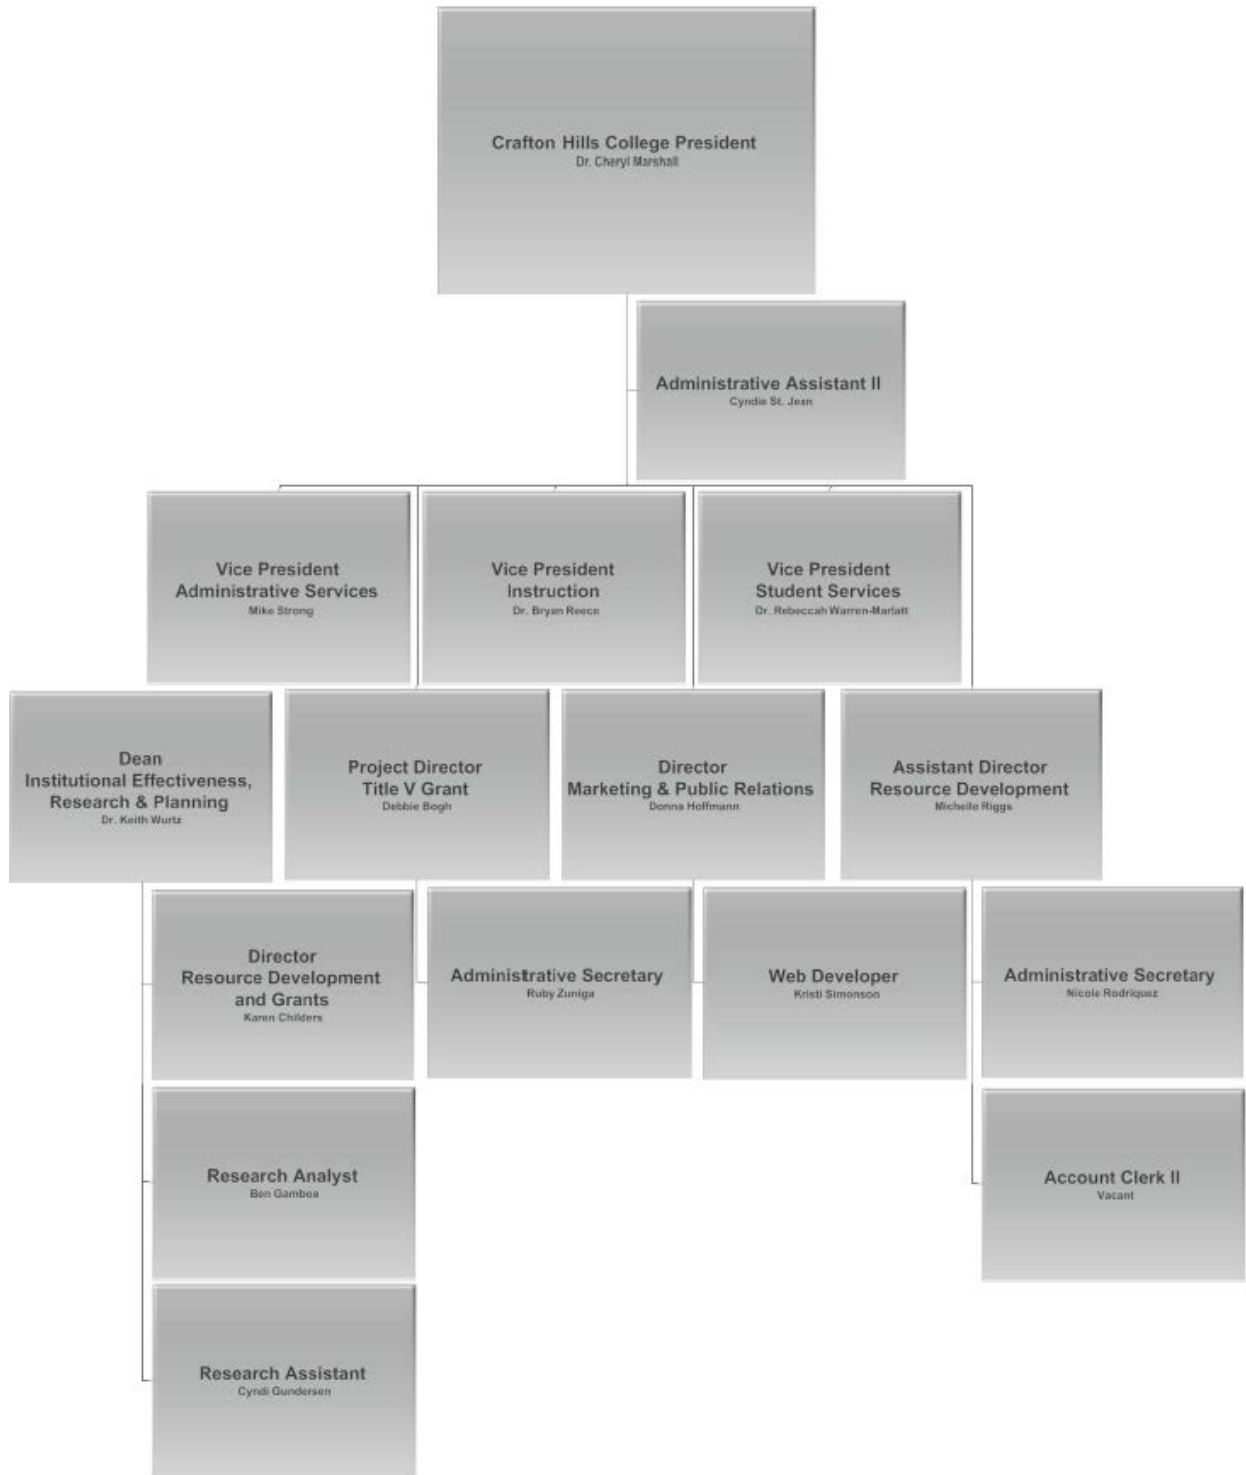 Crafton Hills College President
Dr. Cheryl Marshall
Administrative Assistant II
Cyndie St. Jean
Vice President
Administrative Services
Mike Strong
Vice President
Instruction
Dr. Bryan Reece
Vice President
Student Services
Dr. Rebeccah Warren-Marlatt
Dean
Institutional Effectiveness,
Research & Planning
Dr. Keith Wurtz
Project Director
Title V Grant
Debbie Bogh
Director
Marketing & Public Relations
Donna Hoffmann
Assistant Director
Resource Development
Michelle Riggs
Director
Resource Development
and Grants
Karen Childers
Administrative Secretary
Ruby Zuniga
Web Developer
Kristi Simonson
Administrative Secretary
Nicole Rodriquez
Research Analyst
Ben Gamboa
Account Clerk II
Vacant
Research Assistant
Cyndi Gundersen